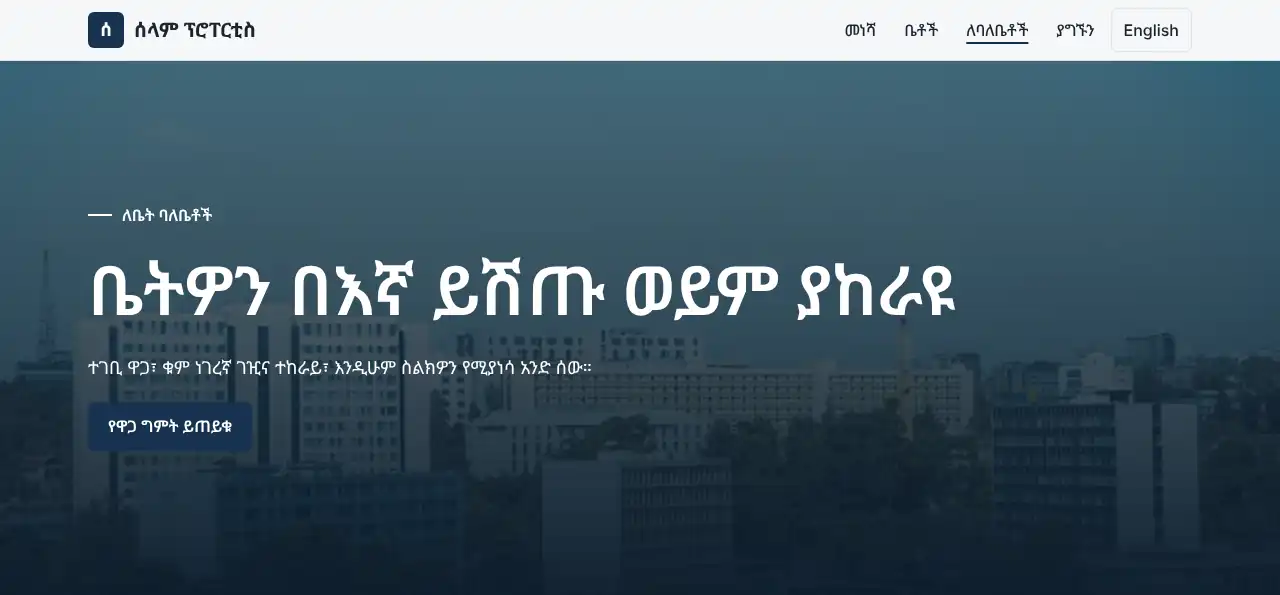 ሰ ሰላም ፕሮፐርቲስ
መነሻ ቤቶች ለባለቤቶች ያግኙን English
ለቤት ባለቤቶች
ቤትዎን በእኛ ይሽጡ ወይም ያከራዩ
ተገቢ ዋጋ፣ ቁም ነገረኛ ገዢና ተከራይ፣ እንዲሁም ስልክዎን የሚያነሳ አንድ ሰው።
የዋጋ ግምት ይጠይቁ